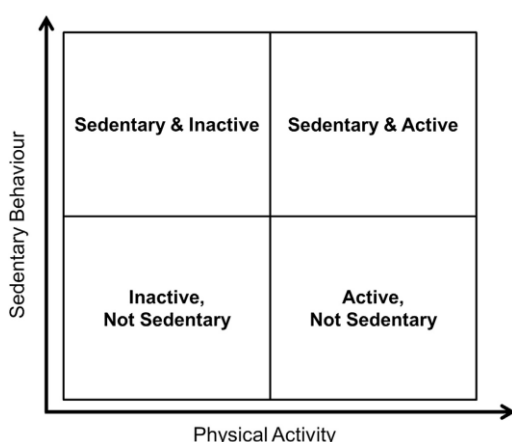 Sedentary Behaviour
Sedentary & Inactive
Sedentary & Active
Inactive,
Not Sedentary
Active,
Not Sedentary
Physical Activity